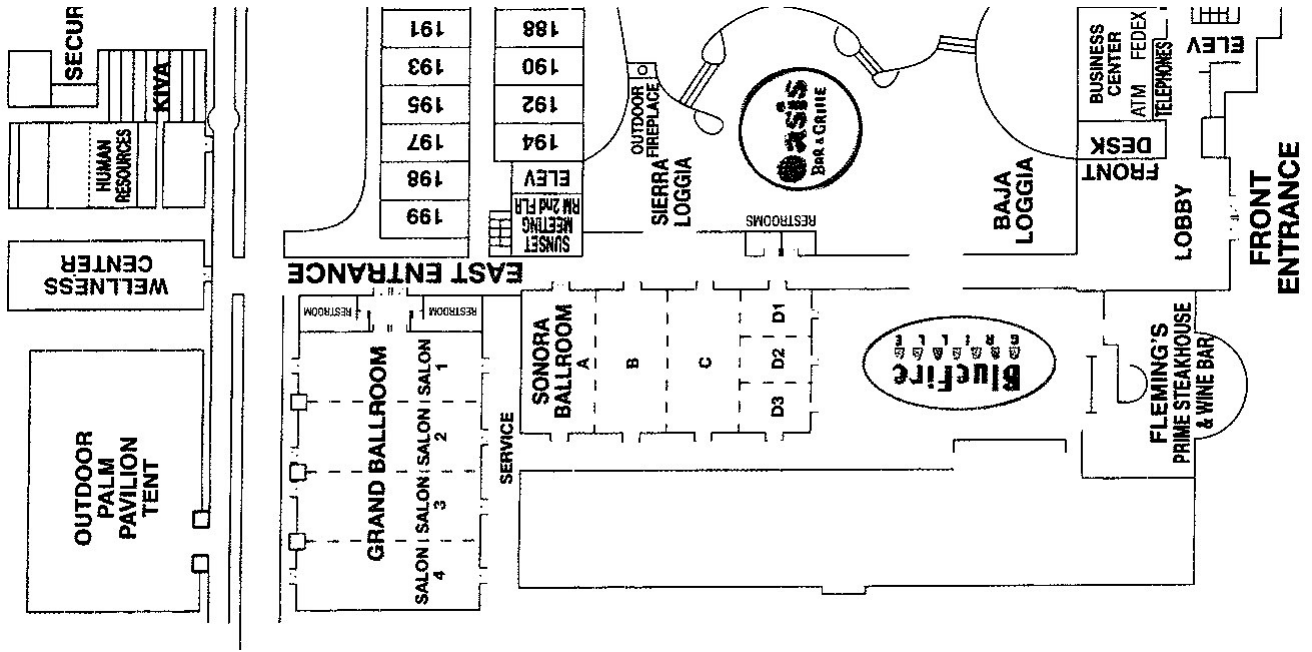 SECUR
KIVA
HUMAN
RESOURCES
WELLNESS
CENTER
OUTDOOR
PALM
PAVILION
TENT
191
193
195
197
198
199
188
190
192
194
ELEV
SUNSET
MEETING
RM 2nd FLR
EAST ENTRANCE
RESTROOM
RESTROOM
GRAND BALLROOM
SALON
1
SALON
2
SALON
3
SALON
4
SERVICE
SONORA
BALLROOM
A
B
C
D1
D2
D3
OUTDOOR
FIREPLACE
SIERRA
LOGGIA
OASIS
BAR & GRILLE
RESTROOMS
BAJA
LOGGIA
BlueFire
GRILLE
BUSINESS
CENTER
ATM FEDEX
TELEPHONES
ELEV
FRONT
DESK
LOBBY
FRONT
ENTRANCE
FLEMING'S
PRIME STEAKHOUSE
& WINE BAR